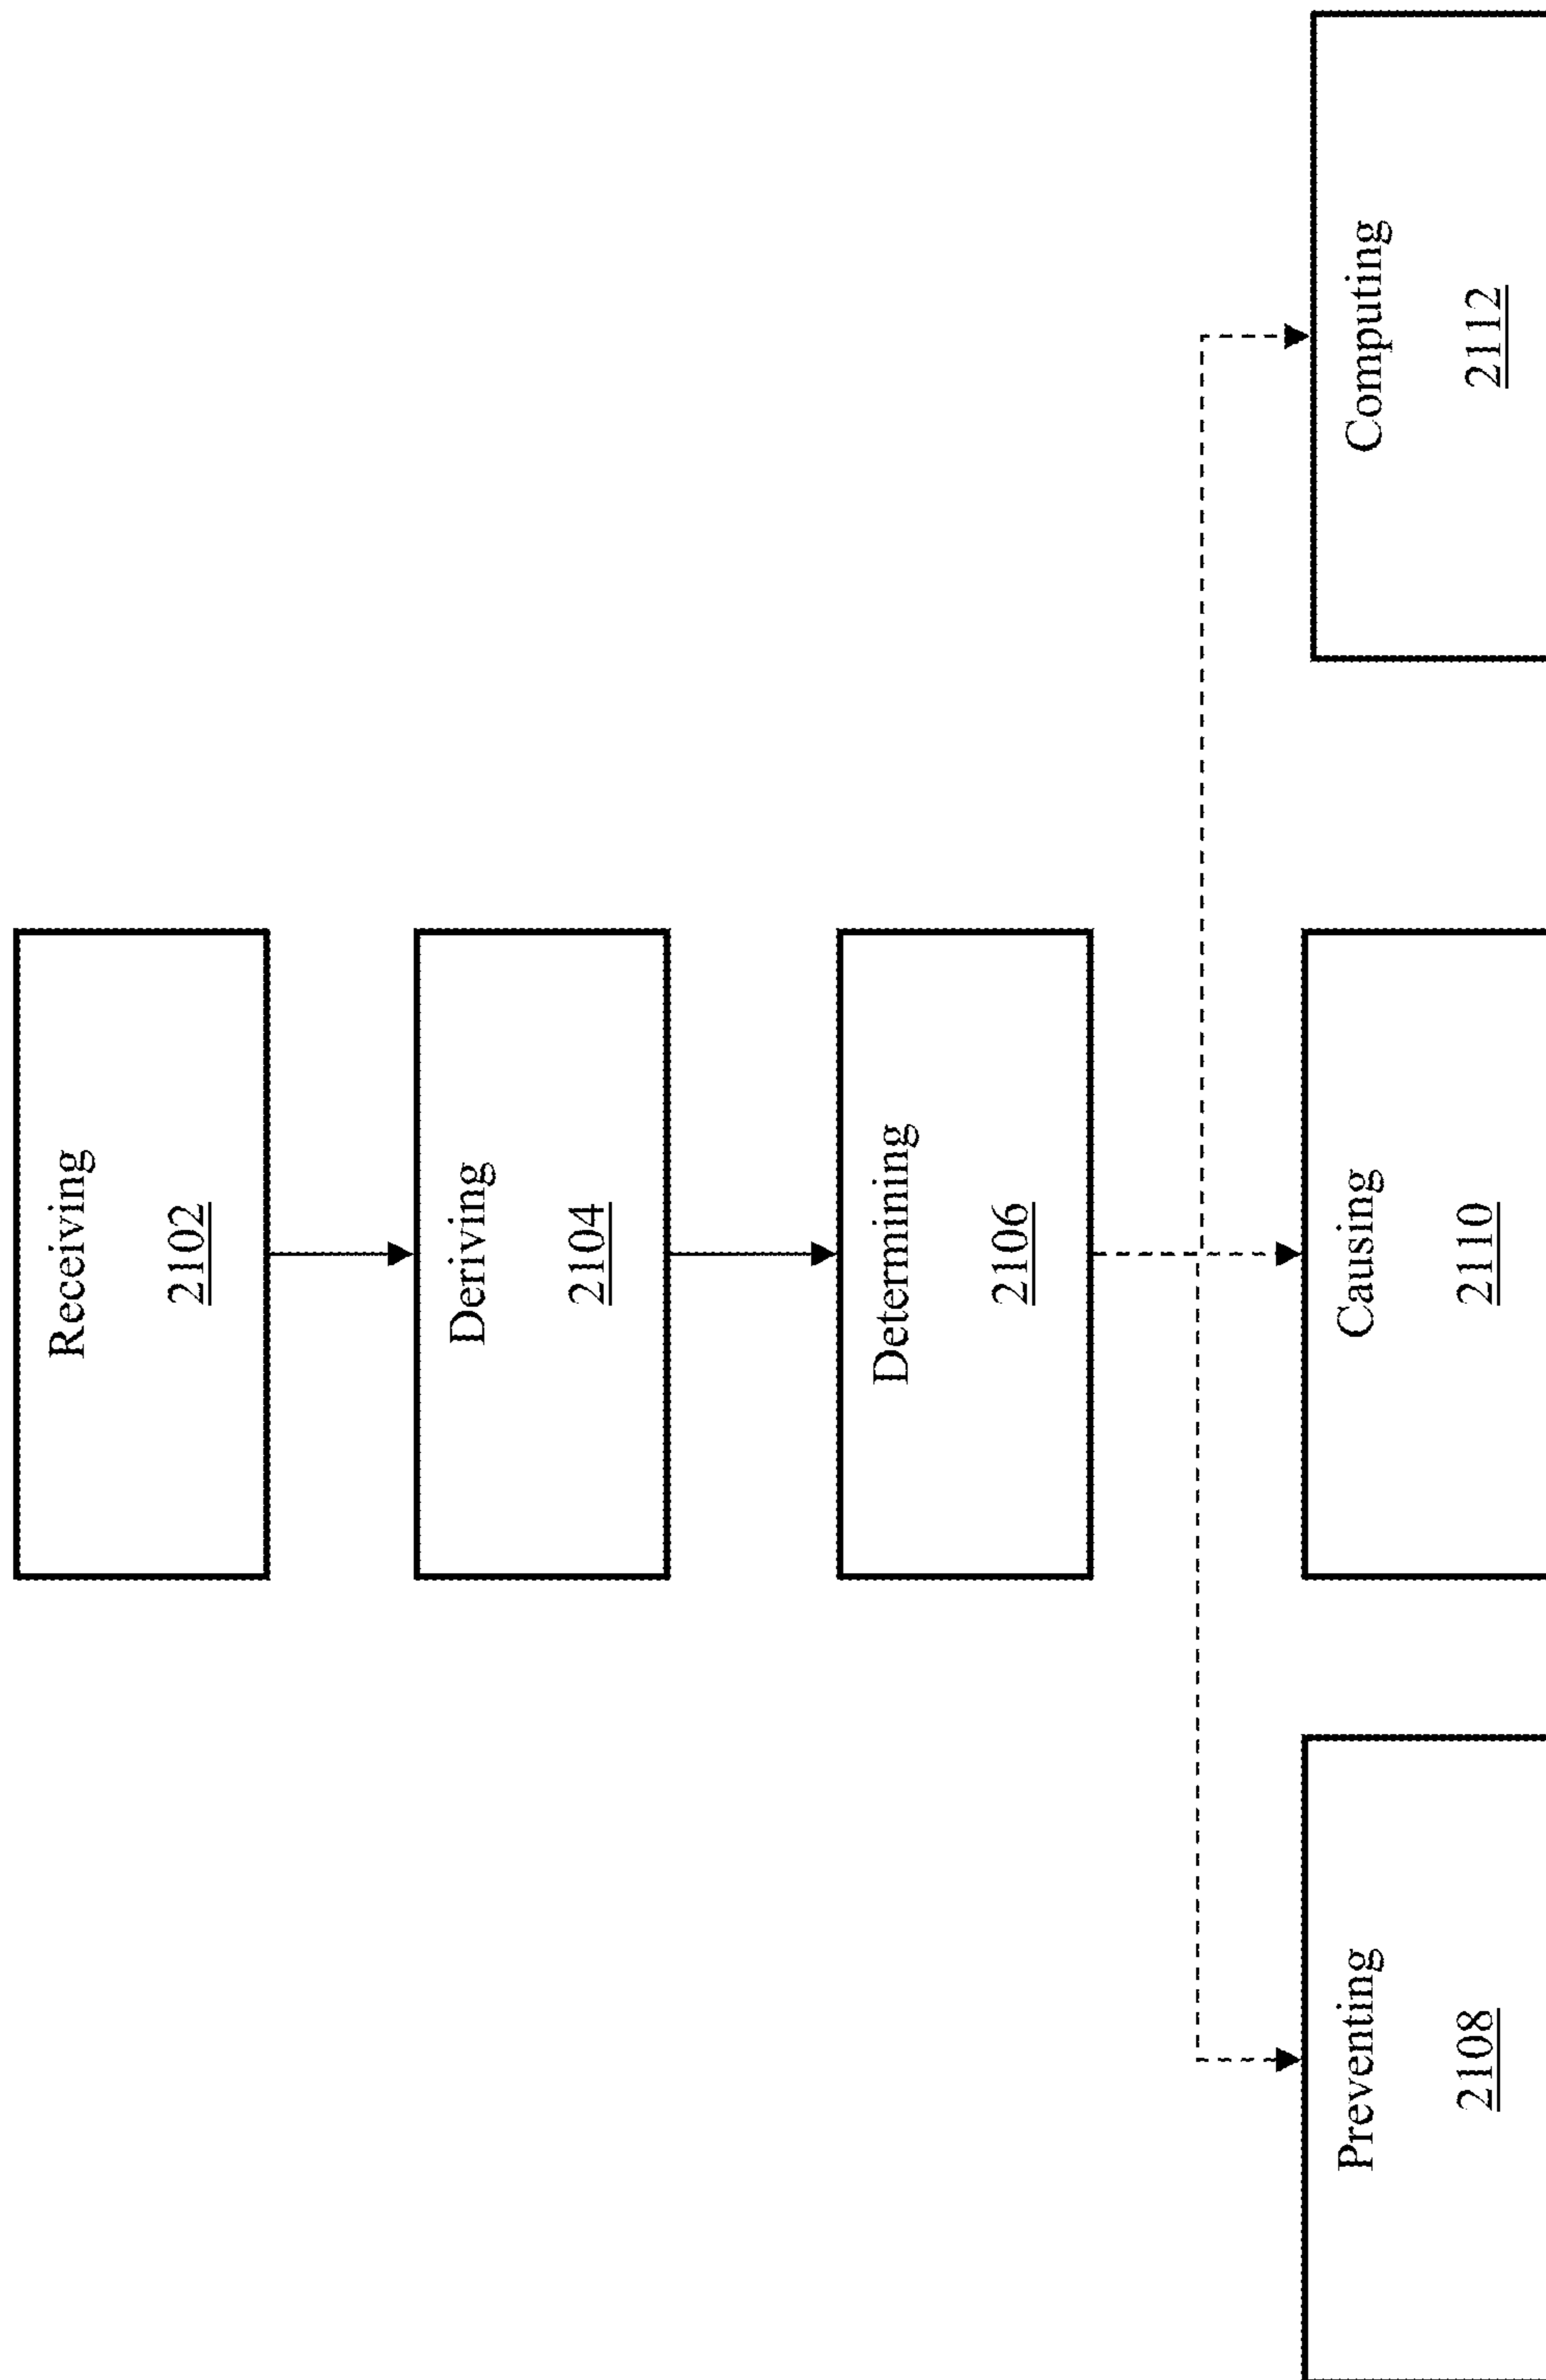 Receiving
2102
Deriving
2104
Determining
2106
Preventing
2108
Causing
2110
Computing
2112